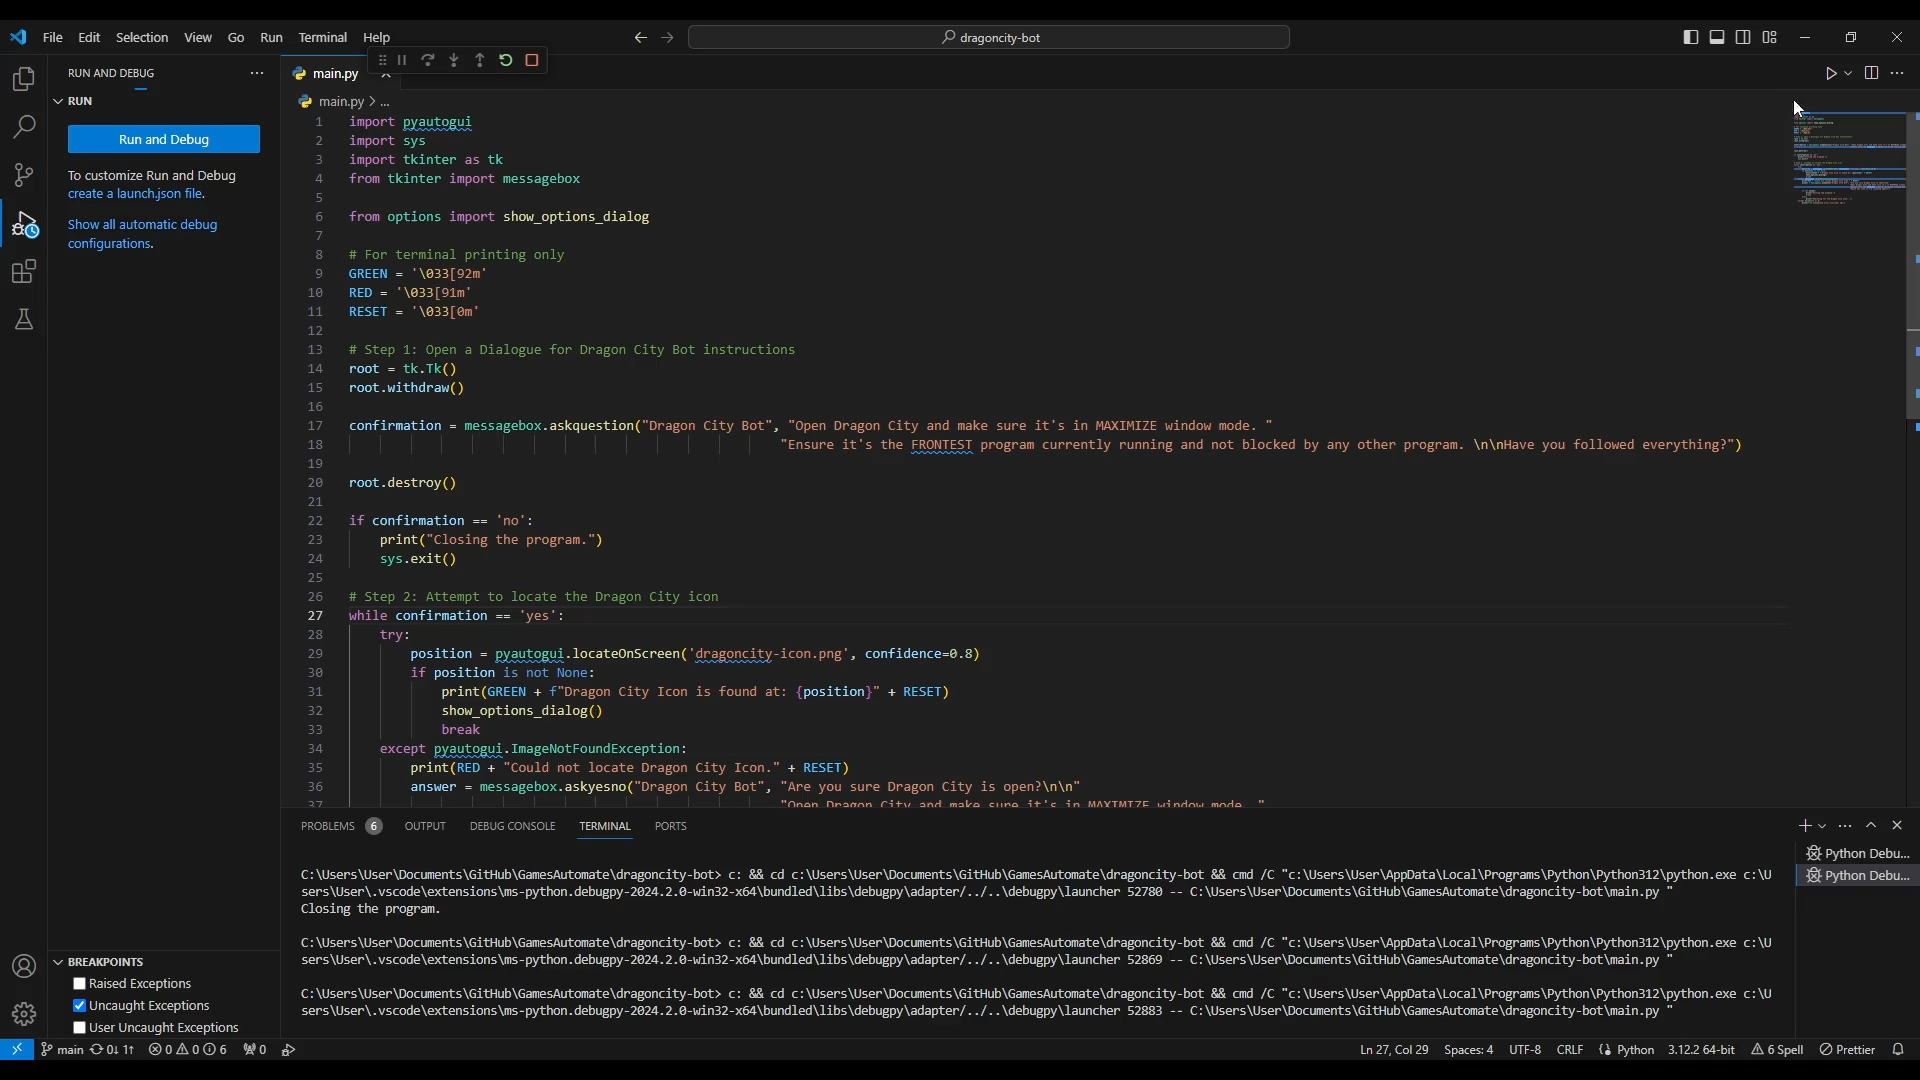 File Edit Selection View Go Run Terminal Help
dragoncity-bot
RUN AND DEBUG
main.py
RUN
main.py > ...
Run and Debug
To customize Run and Debug
create a launch.json file.
Show all automatic debug
configurations.
1 import pyautogui
2 import sys
3 import tkinter as tk
4 from tkinter import messagebox
5
6 from options import show_options_dialog
7
8 # For terminal printing only
9 GREEN = '\033[92m'
10 RED = '\033[91m'
11 RESET = '\033[0m'
12
13 # Step 1: Open a Dialogue for Dragon City Bot instructions
14 root = tk.Tk()
15 root.withdraw()
16
17 confirmation = messagebox.askquestion("Dragon City Bot", "Open Dragon City and make sure it's in MAXIMIZE window mode. "
18 "Ensure it's the FRONTEST program currently running and not blocked by any other program. \n\nHave you followed everything?")
19
20 root.destroy()
21
22 if confirmation == 'no':
23 print("Closing the program.")
24 sys.exit()
25
26 # Step 2: Attempt to locate the Dragon City icon
27 while confirmation == 'yes':
28 try:
29 position = pyautogui.locateOnScreen('dragoncity-icon.png', confidence=0.8)
30 if position is not None:
31 print(GREEN + f"Dragon City Icon is found at: {position}" + RESET)
32 show_options_dialog()
33 break
34 except pyautogui.ImageNotFoundException:
35 print(RED + "Could not locate Dragon City Icon." + RESET)
36 answer = messagebox.askyesno("Dragon City Bot", "Are you sure Dragon City is open?\n\n"
37 "Open Dragon City and make sure it's in MAXIMIZE window mode. "
PROBLEMS 6 OUTPUT DEBUG CONSOLE TERMINAL PORTS
Python Debu...
Python Debu...
C:\Users\User\Documents\GitHub\GamesAutomate\dragoncity-bot> c: && cd c:\Users\User\Documents\GitHub\GamesAutomate\dragoncity-bot && cmd /C "c:\Users\User\AppData\Local\Programs\Python\Python312\python.exe c:\U
sers\User\.vscode\extensions\ms-python.debugpy-2024.2.0-win32-x64\bundled\libs\debugpy\adapter/../..\debugpy\launcher 52780 -- C:\Users\User\Documents\GitHub\GamesAutomate\dragoncity-bot\main.py "
Closing the program.
C:\Users\User\Documents\GitHub\GamesAutomate\dragoncity-bot> c: && cd c:\Users\User\Documents\GitHub\GamesAutomate\dragoncity-bot && cmd /C "c:\Users\User\AppData\Local\Programs\Python\Python312\python.exe c:\U
sers\User\.vscode\extensions\ms-python.debugpy-2024.2.0-win32-x64\bundled\libs\debugpy\adapter/../..\debugpy\launcher 52869 -- C:\Users\User\Documents\GitHub\GamesAutomate\dragoncity-bot\main.py "
C:\Users\User\Documents\GitHub\GamesAutomate\dragoncity-bot> c: && cd c:\Users\User\Documents\GitHub\GamesAutomate\dragoncity-bot && cmd /C "c:\Users\User\AppData\Local\Programs\Python\Python312\python.exe c:\U
sers\User\.vscode\extensions\ms-python.debugpy-2024.2.0-win32-x64\bundled\libs\debugpy\adapter/../..\debugpy\launcher 52883 -- C:\Users\User\Documents\GitHub\GamesAutomate\dragoncity-bot\main.py "
BREAKPOINTS
Raised Exceptions
Uncaught Exceptions
User Uncaught Exceptions
main 0↓ 1↑ 0 0 6 0 Ln 27, Col 29 Spaces: 4 UTF-8 CRLF Python 3.12.2 64-bit 6 Spell Prettier